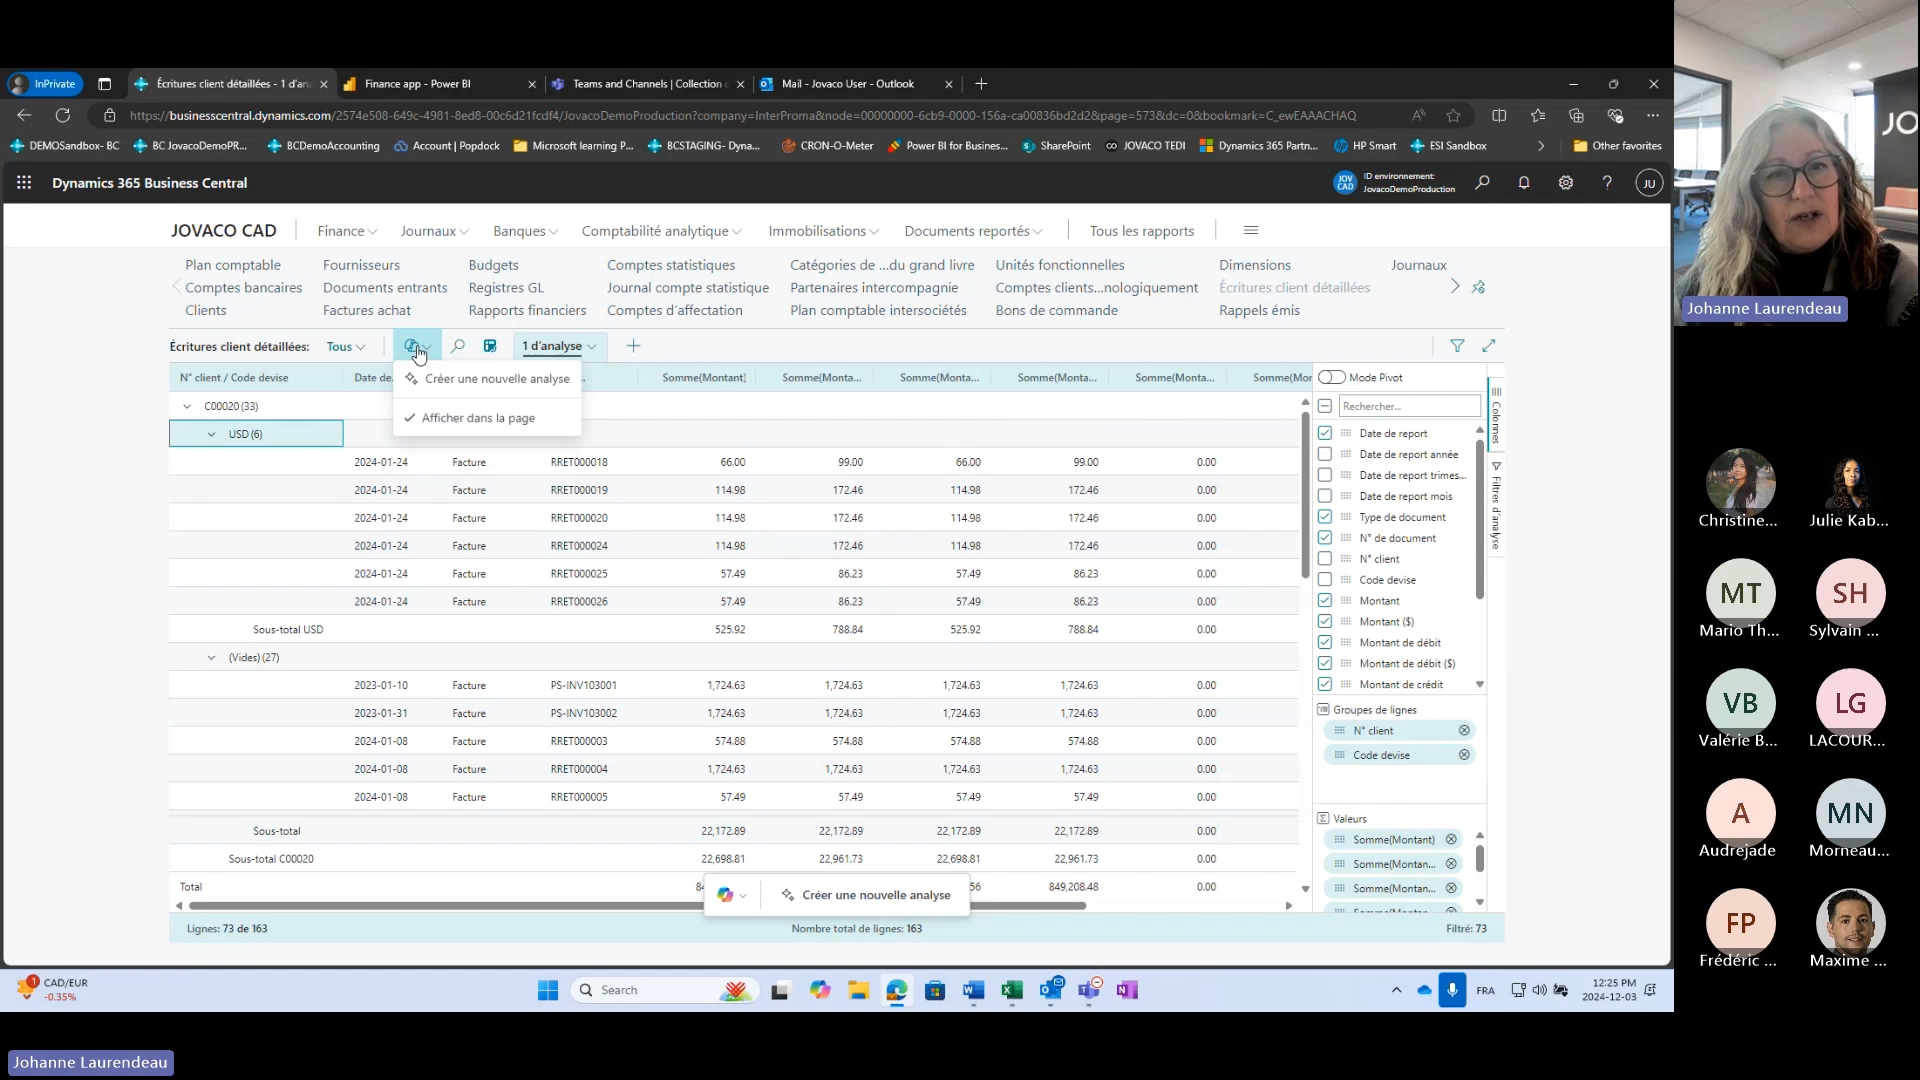 InPrivate
Écritures client détaillées - 1 d'an
Finance app - Power BI
Teams and Channels | Collection
Mail - Jovaco User - Outlook
https://businesscentral.dynamics.com/2574e508-649c-4981-8ed8-00c6d21fcdf4/JovacoDemoProduction?company=InterProma&node=00000000-6cb9-0000-156a-ca00836bd2d2&page=573&dc=0&bookmark=C_ewEAAACHAQ
DEMOSandbox- BC
BC JovacoDemoPR...
BCDemoAccounting
Account | Popdock
Microsoft learning P...
BCSTAGING- Dyna...
CRON-O-Meter
Power BI for Busines...
SharePoint
JOVACO TEDI
Dynamics 365 Partn...
HP Smart
ESI Sandbox
Other favorites
Dynamics 365 Business Central
JOV CAD
ID environnement:
JovacoDemoProduction
JU
JOVACO CAD
Finance
Journaux
Banques
Comptabilité analytique
Immobilisations
Documents reportés
Tous les rapports
Plan comptable
Fournisseurs
Budgets
Comptes statistiques
Catégories de ...du grand livre
Unités fonctionnelles
Dimensions
Journaux
Comptes bancaires
Documents entrants
Registres GL
Journal compte statistique
Partenaires intercompagnie
Comptes clients...nologiquement
Écritures client détaillées
Clients
Factures achat
Rapports financiers
Comptes d'affectation
Plan comptable intersociétés
Bons de commande
Rappels émis
Écritures client détaillées:
Tous
1 d'analyse
Créer une nouvelle analyse
Afficher dans la page
N° client / Code devise
Date de
Somme(Montant)
Somme(Monta...
Somme(Monta...
Somme(Monta...
Somme(Monta...
Somme(Mor
C00020 (33)
USD (6)
2024-01-24 Facture RRET000018 66.00 99.00 66.00 99.00 0.00
2024-01-24 Facture RRET000019 114.98 172.46 114.98 172.46 0.00
2024-01-24 Facture RRET000020 114.98 172.46 114.98 172.46 0.00
2024-01-24 Facture RRET000024 114.98 172.46 114.98 172.46 0.00
2024-01-24 Facture RRET000025 57.49 86.23 57.49 86.23 0.00
2024-01-24 Facture RRET000026 57.49 86.23 57.49 86.23 0.00
Sous-total USD 525.92 788.84 525.92 788.84 0.00
(Vides) (27)
2023-01-10 Facture PS-INV103001 1,724.63 1,724.63 1,724.63 1,724.63 0.00
2023-01-31 Facture PS-INV103002 1,724.63 1,724.63 1,724.63 1,724.63 0.00
2024-01-08 Facture RRET000003 574.88 574.88 574.88 574.88 0.00
2024-01-08 Facture RRET000004 1,724.63 1,724.63 1,724.63 1,724.63 0.00
2024-01-08 Facture RRET000005 57.49 57.49 57.49 57.49 0.00
Sous-total 22,172.89 22,172.89 22,172.89 22,172.89 0.00
Sous-total C00020 22,698.81 22,961.73 22,698.81 22,961.73 0.00
Total 84 56 849,208.48 0.00
Créer une nouvelle analyse
Lignes: 73 de 163
Nombre total de lignes: 163
Filtré: 73
Mode Pivot
Rechercher...
Date de report
Date de report année
Date de report trimes...
Date de report mois
Type de document
N° de document
N° client
Code devise
Montant
Montant ($)
Montant de débit
Montant de débit ($)
Montant de crédit
Groupes de lignes
N° client
Code devise
Valeurs
Somme(Montant)
Somme(Montan...
Somme(Montan...
Colonnes
Filtres d'analyse
1
CAD/EUR
-0.35%
Search
FRA
12:25 PM
2024-12-03
JO
Johanne Laurendeau
Christine...
Julie Kab...
MT
Mario Th...
SH
Sylvain ...
VB
Valérie B...
LG
LACOUR...
A
Audrejade
MN
Morneau...
FP
Frédéric ...
Maxime ...
Johanne Laurendeau